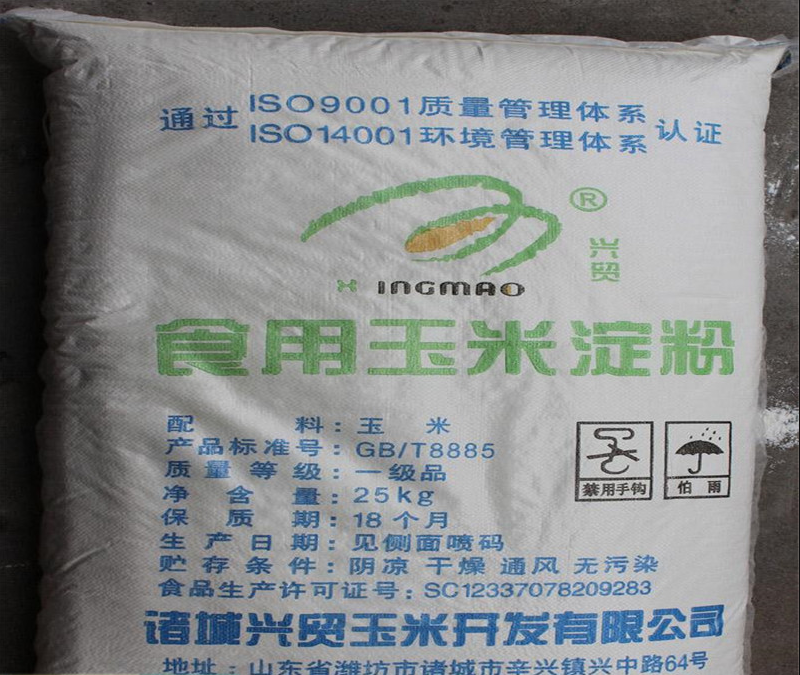 通过 ISO9001质量管理体系 认证
ISO14001环境管理体系
®
兴贸
XINGMAO
食用玉米淀粉
配料：玉米
产品标准号：GB/T8885
质量等级：一级品
净含量：25kg
保质期：18个月
生产日期：见侧面喷码
贮存条件：阴凉 干燥 通风 无污染
食品生产许可证号：SC12337078209283
禁用手钩
怕雨
诸城兴贸玉米开发有限公司
地址：山东省潍坊市诸城市辛兴镇兴中路64号